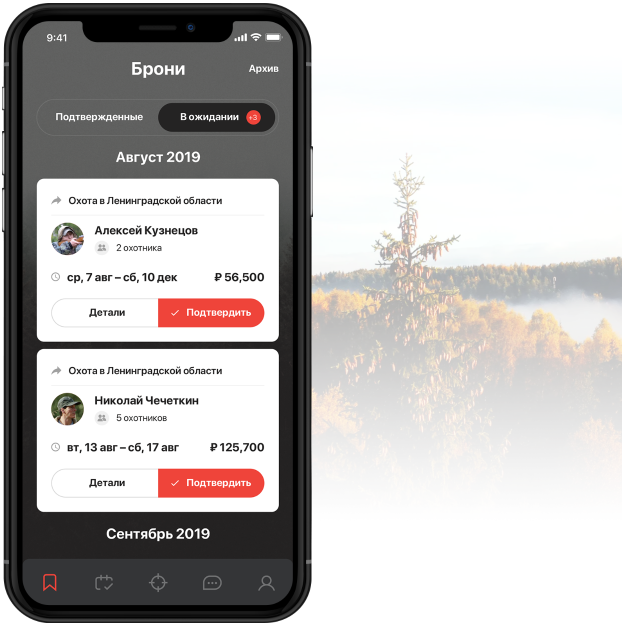 9:41
Брони
Архив
Подтвержденные
В ожидании
+3
Август 2019
Охота в Ленинградской области
Алексей Кузнецов
2 охотника
ср, 7 авг – сб, 10 дек
₽ 56,500
Детали
Подтвердить
Охота в Ленинградской области
Николай Чечеткин
5 охотников
вт, 13 авг – сб, 17 авг
₽ 125,700
Детали
Подтвердить
Сентябрь 2019